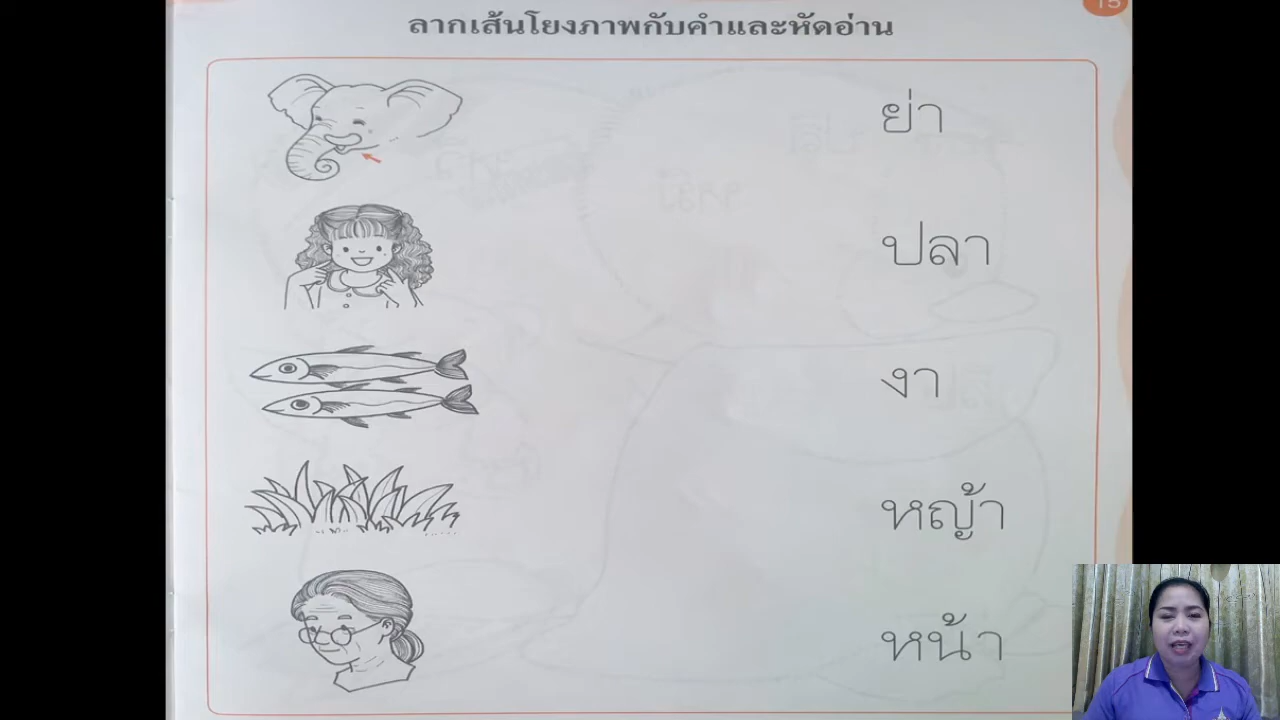 15
ลากเส้นโยงภาพกับคำและหัดอ่าน
ย่า
ปลา
งา
หญ้า
หน้า